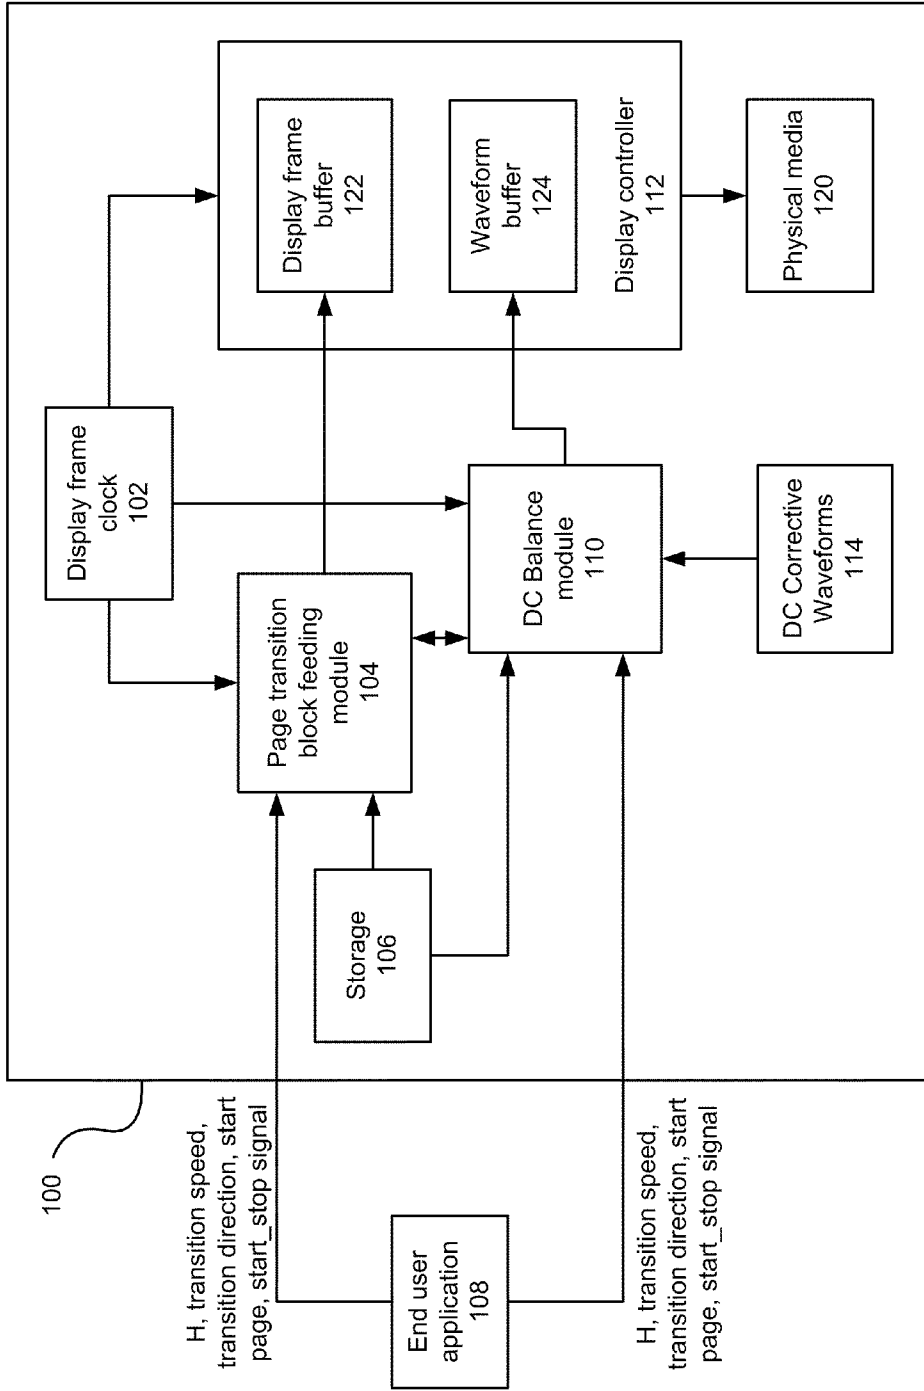 100
H, transition speed,
transition direction, start
page, start_stop signal
End user
application
108
H, transition speed,
transition direction, start
page, start_stop signal
Storage
106
Display frame
clock
102
Page transition
block feeding
module
104
DC Balance
module
110
DC Corrective
Waveforms
114
Display frame
buffer
122
Waveform
buffer
124
Display controller
112
Physical media
120